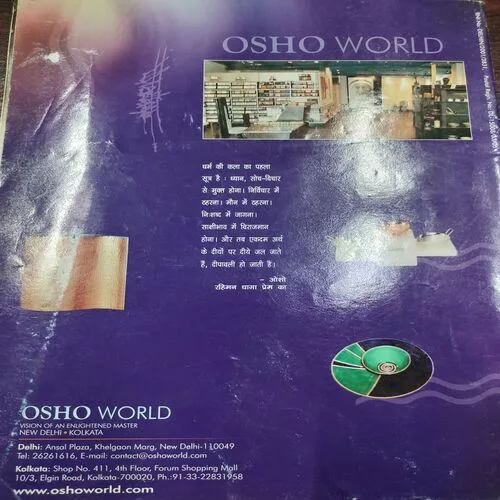 OSHO WORLD
धर्म की कला का पहला
सूत्र है : ध्यान, सोच-विचार
से मुक्त होना। निर्विचार में
ठहरना। मौन में ठहरना।
निःशब्द में जागना।
साक्षीभाव में विराजमान
होना। और तब एकदम अर्थ
के दीयों पर दीये जल जाते
हैं, दीपावली हो जाती है।
- ओशो
रहिमन धागा प्रेम का
OSHO WORLD
VISION OF AN ENLIGHTENED MASTER
NEW DELHI • KOLKATA
Delhi: Ansal Plaza, Khelgaon Marg, New Delhi-110049
Tel: 26261616, E-mail: contact@oshoworld.com
Kolkata: Shop No. 411, 4th Floor, Forum Shopping Mall
10/3, Elgin Road, Kolkata-700020, Ph.:91-33-22831958
www.oshoworld.com